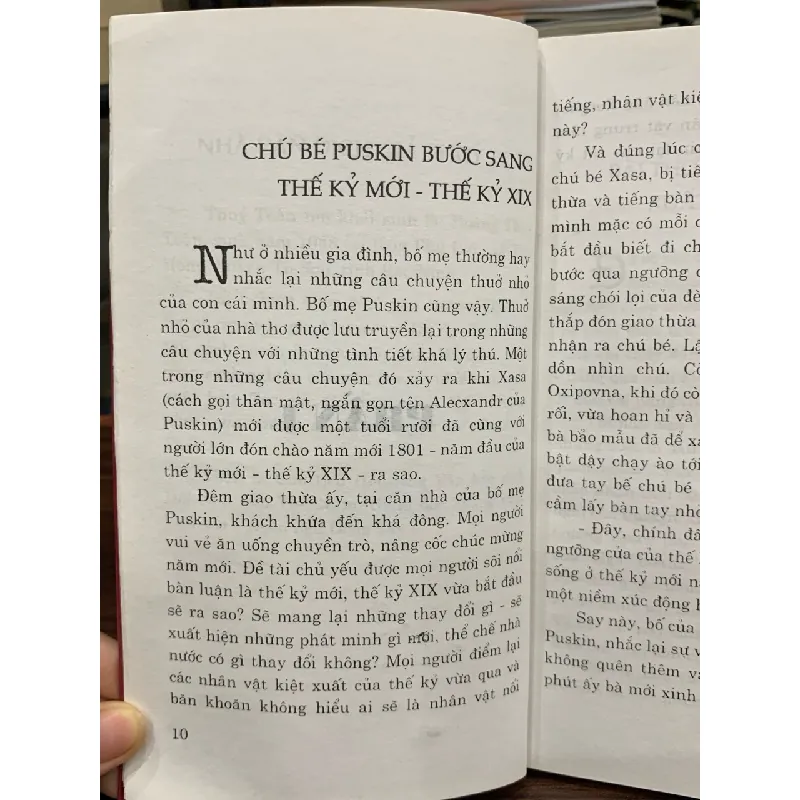 CHÚ BÉ PUSKIN BƯỚC SANG
THẾ KỶ MỚI - THẾ KỶ XIX
Như ở nhiều gia đình, bố mẹ thường hay
nhắc lại những câu chuyện thuở nhỏ
của con cái mình. Bố mẹ Puskin cũng vậy. Thuở
nhỏ của nhà thơ được lưu truyền lại trong những
câu chuyện với những tình tiết khá lý thú. Một
trong những câu chuyện đó xảy ra khi Xasa
(cách gọi thân mật, ngắn gọn tên Alecxandr của
Puskin) mới được một tuổi rưỡi đã cùng với
người lớn đón chào năm mới 1801 - năm đầu của
thế kỷ mới - thế kỷ XIX - ra sao.
Đêm giao thừa ấy, tại căn nhà của bố mẹ
Puskin, khách khứa đến khá đông. Mọi người
vui vẻ ăn uống chuyện trò, nâng cốc chúc mừng
năm mới. Đề tài chủ yếu được mọi người sôi nổi
bàn luận là thế kỷ mới, thế kỷ XIX vừa bắt đầu
sẽ ra sao? Sẽ mang lại những thay đổi gì - sẽ
xuất hiện những phát minh gì mới, thể chế nhà
nước có gì thay đổi không? Mọi người điểm lại
các nhân vật kiệt xuất của thế kỷ vừa qua và
băn khoăn không hiểu ai sẽ là nhân vật nổi
10
tiếng, nhân vật
này?
Và đúng lúc
chú bé Xasa, bị
thừa và tiếng bàn
mình mặc có mỗi
bắt đầu biết đi
bước qua ngưỡng
sáng chói lọi của
thắp đón giao thừa
nhận ra chú bé.
dồn nhìn chú.
Oxipovna, khi đó
rối, vừa hoan hỉ và
bà bảo mẫu đã để
bật dậy chạy ào tới
đưa tay bế chú bé
cầm lấy bàn tay
- Đây, chính
ngưỡng cửa của thế
sống ở thế kỷ mới
một niềm xúc động
Say này, bố của
Puskin, nhắc lại sự
không quên thêm
phút ấy bà mới xinh